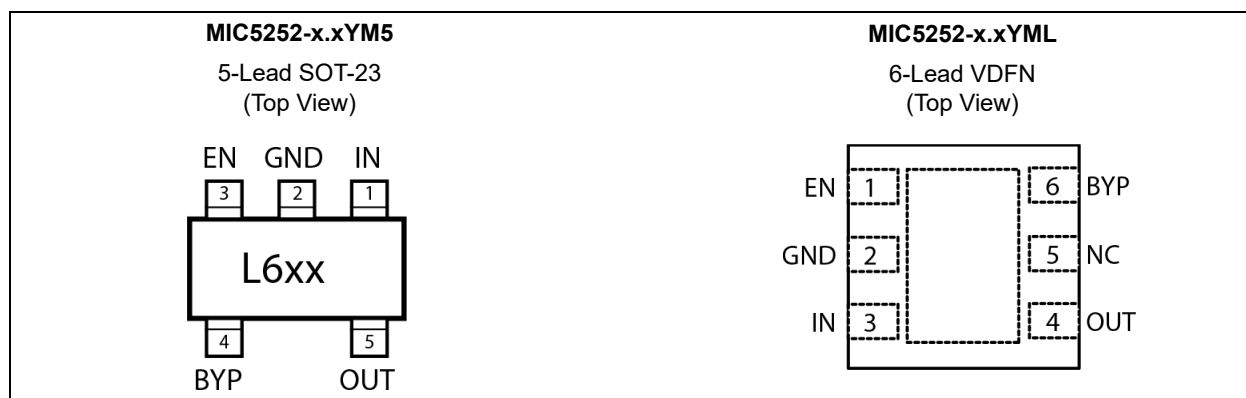 MIC5252-x.xYM5
5-Lead SOT-23
(Top View)
EN GND IN
3 2 1
L6xx
4 5
BYP OUT
MIC5252-x.xYML
6-Lead VDFN
(Top View)
EN 1 6 BYP
GND 2 5 NC
IN 3 4 OUT